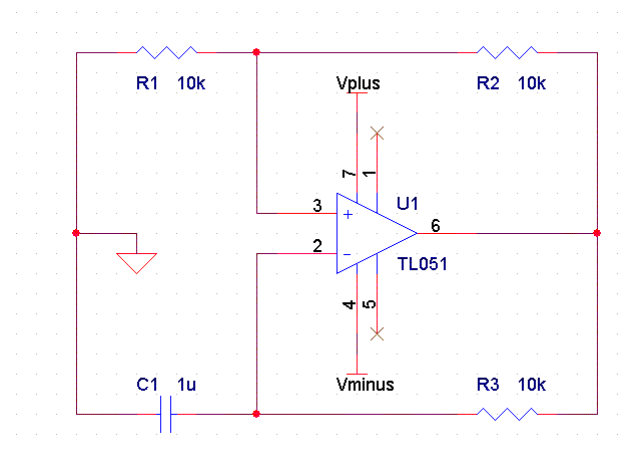 R1 10k
R2 10k
Vplus
7 1
U1
3
+
6
2
-
TL051
4 5
C1 1u
Vminus
R3 10k